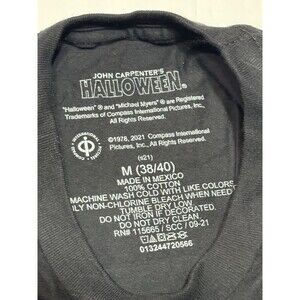 JOHN CARPENTER'S
HALLOWEEN
"Halloween" ® and "Michael Myers" ® are Registered
Trademarks of Compass International Pictures, Inc.,
All Rights Reserved.
©1978, 2021 Compass International
Pictures, Inc., All Rights Reserved.
(s21)
M (38/40)
MADE IN MEXICO
100% COTTON
MACHINE WASH COLD WITH LIKE COLORS
ILY NON-CHLORINE BLEACH WHEN NEED
TUMBLE DRY LOW.
DO NOT IRON IF DECORATED.
DO NOT DRY CLEAN.
RN# 115665 / SCC / 09-21
013244720566